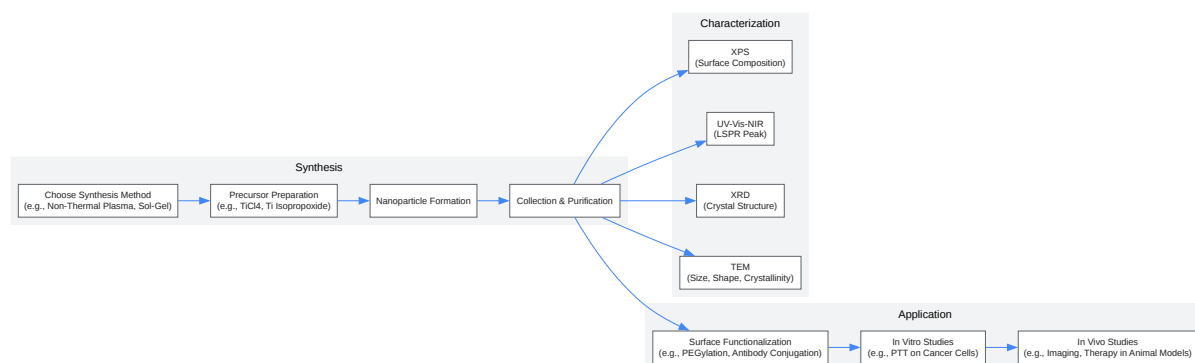 Synthesis
Choose Synthesis Method
(e.g., Non-Thermal Plasma, Sol-Gel)
Precursor Preparation
(e.g., TiCl4, Ti Isopropoxide)
Nanoparticle Formation
Collection & Purification
Characterization
XPS
(Surface Composition)
UV-Vis-NIR
(LSPR Peak)
XRD
(Crystal Structure)
TEM
(Size, Shape, Crystallinity)
Application
Surface Functionalization
(e.g., PEGylation, Antibody Conjugation)
In Vitro Studies
(e.g., PTT on Cancer Cells)
In Vivo Studies
(e.g., Imaging, Therapy in Animal Models)